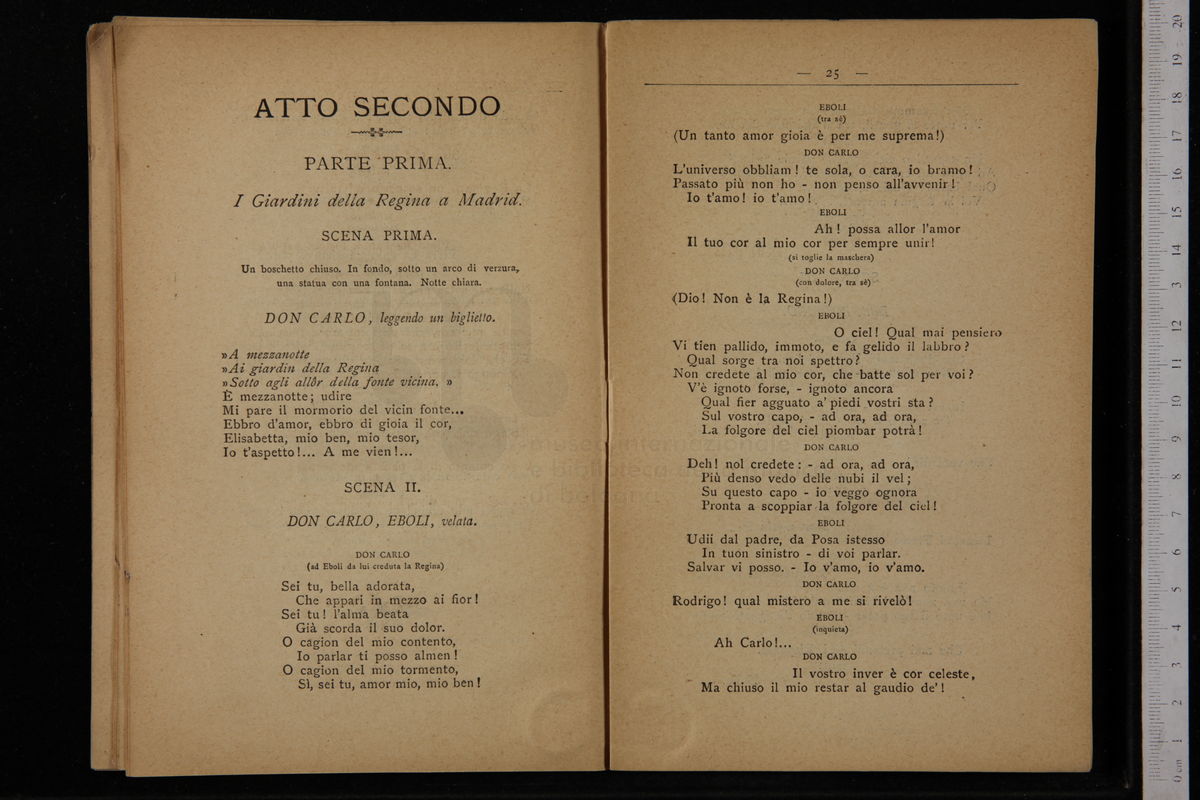 ATTO SECONDO
PARTE PRIMA.
I Giardini della Regina a Madrid.
SCENA PRIMA.
Un boschetto chiuso. In fondo, sotto un arco di verzura,
una statua con una fontana. Notte chiara.
DON CARLO, leggendo un biglietto.
»A mezzanotte
»Ai giardin della Regina
»Sotto agli allôr della fonte vicina. »
È mezzanotte; udire
Mi pare il mormorio del vicin fonte...
Ebbro d'amor, ebbro di gioia il cor,
Elisabetta, mio ben, mio tesor,
Io t'aspetto!... A me vien!...
SCENA II.
DON CARLO, EBOLI, velata.
DON CARLO
(ad Eboli da lui creduta la Regina)
Sei tu, bella adorata,
Che appari in mezzo ai fior!
Sei tu! l'alma beata
Già scorda il suo dolor.
O cagion del mio contento,
Io parlar ti posso almen!
O cagion del mio tormento,
Sì, sei tu, amor mio, mio ben!
— 25 —
EBOLI
(tra sè)
(Un tanto amor gioia è per me suprema!)
DON CARLO
L'universo obbliam! te sola, o cara, io bramo!
Passato più non ho - non penso all'avvenir!
Io t'amo! io t'amo!
EBOLI
Ah! possa allor l'amor
Il tuo cor al mio cor per sempre unir!
(si toglie la maschera)
DON CARLO
(con dolore, tra sè)
(Dio! Non è la Regina!)
EBOLI
O ciel! Qual mai pensiero
Vi tien pallido, immoto, e fa gelido il labbro?
Qual sorge tra noi spettro?
Non credete al mio cor, che batte sol per voi?
V'è ignoto forse, - ignoto ancora
Qual fier agguato a' piedi vostri sta?
Sul vostro capo, - ad ora, ad ora,
La folgore del ciel piombar potrà!
DON CARLO
Deh! nol credete: - ad ora, ad ora,
Più denso vedo delle nubi il vel;
Su questo capo - io veggo ognora
Pronta a scoppiar la folgore del ciel!
EBOLI
Udii dal padre, da Posa istesso
In tuon sinistro - di voi parlar.
Salvar vi posso. - Io v'amo, io v'amo.
DON CARLO
Rodrigo! qual mistero a me si rivelò!
EBOLI
(inquieta)
Ah Carlo!...
DON CARLO
Il vostro inver è cor celeste,
Ma chiuso il mio restar al gaudio de'!